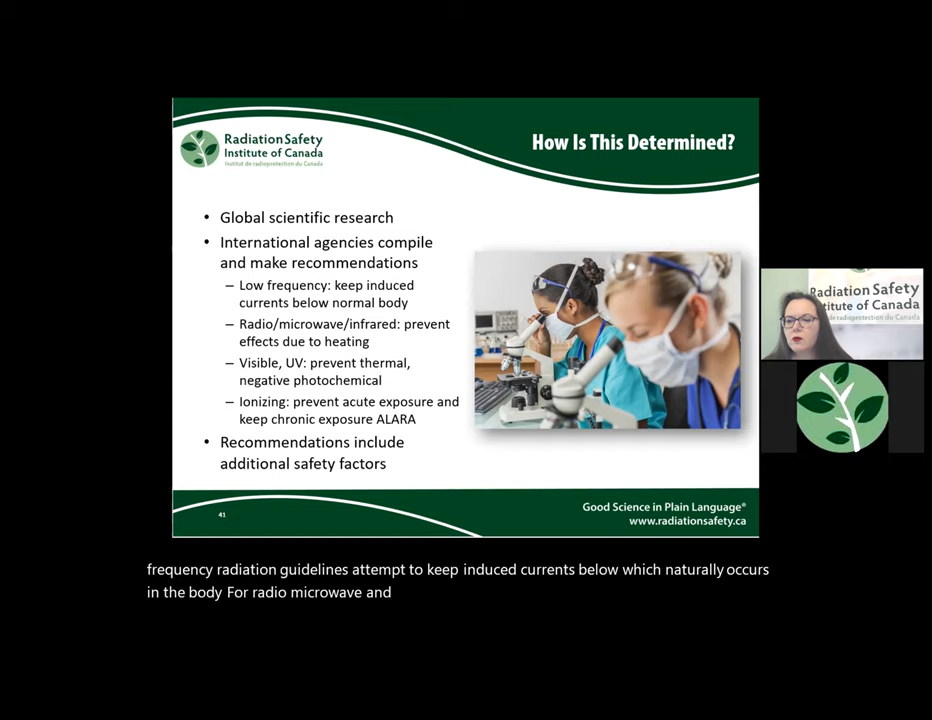 RadiationSafety
Institute of Canada
Institut de radioprotection du Canada
How Is This Determined?
• Global scientific research
• International agencies compile
and make recommendations
– Low frequency: keep induced
currents below normal body
– Radio/microwave/infrared: prevent
effects due to heating
– Visible, UV: prevent thermal,
negative photochemical
– Ionizing: prevent acute exposure and
keep chronic exposure ALARA
• Recommendations include
additional safety factors
41
Good Science in Plain Language®
www.radiationsafety.ca
Radiation Safety
titute of Canada
de radioprotection du Canada
frequency radiation guidelines attempt to keep induced currents below which naturally occurs
in the body For radio microwave and